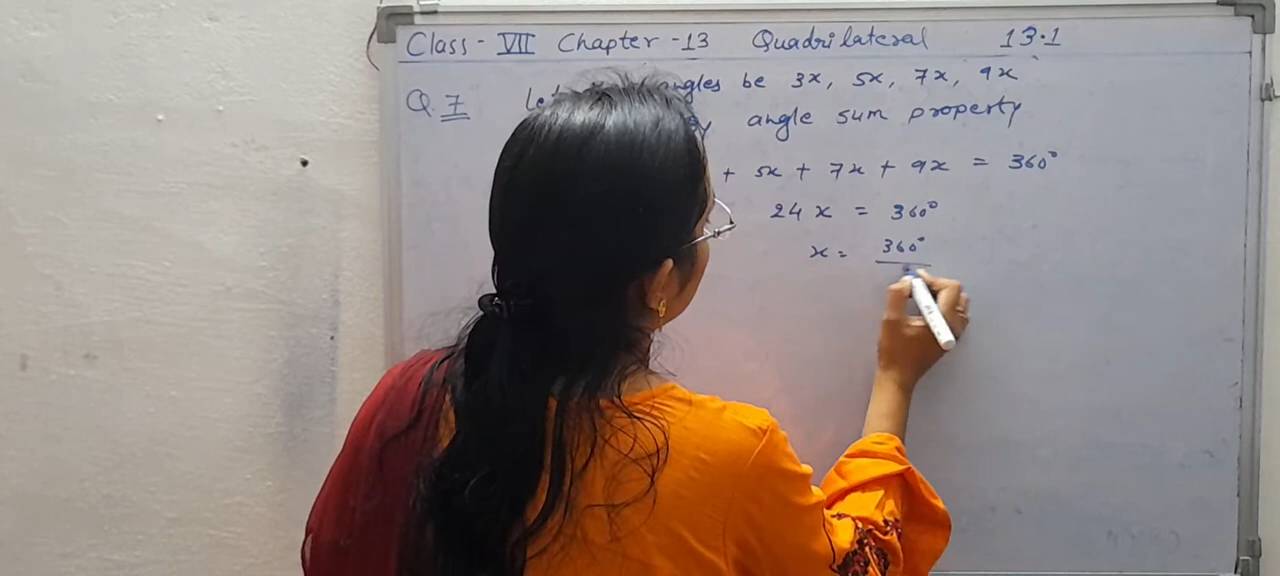 Class - VII Chapter -13 Quadrilateral 13.1
Q.7 Let angles be 3x, 5x, 7x, 9x
angle sum property
+ 5x + 7x + 9x = 360°
24x = 360°
x = 360°